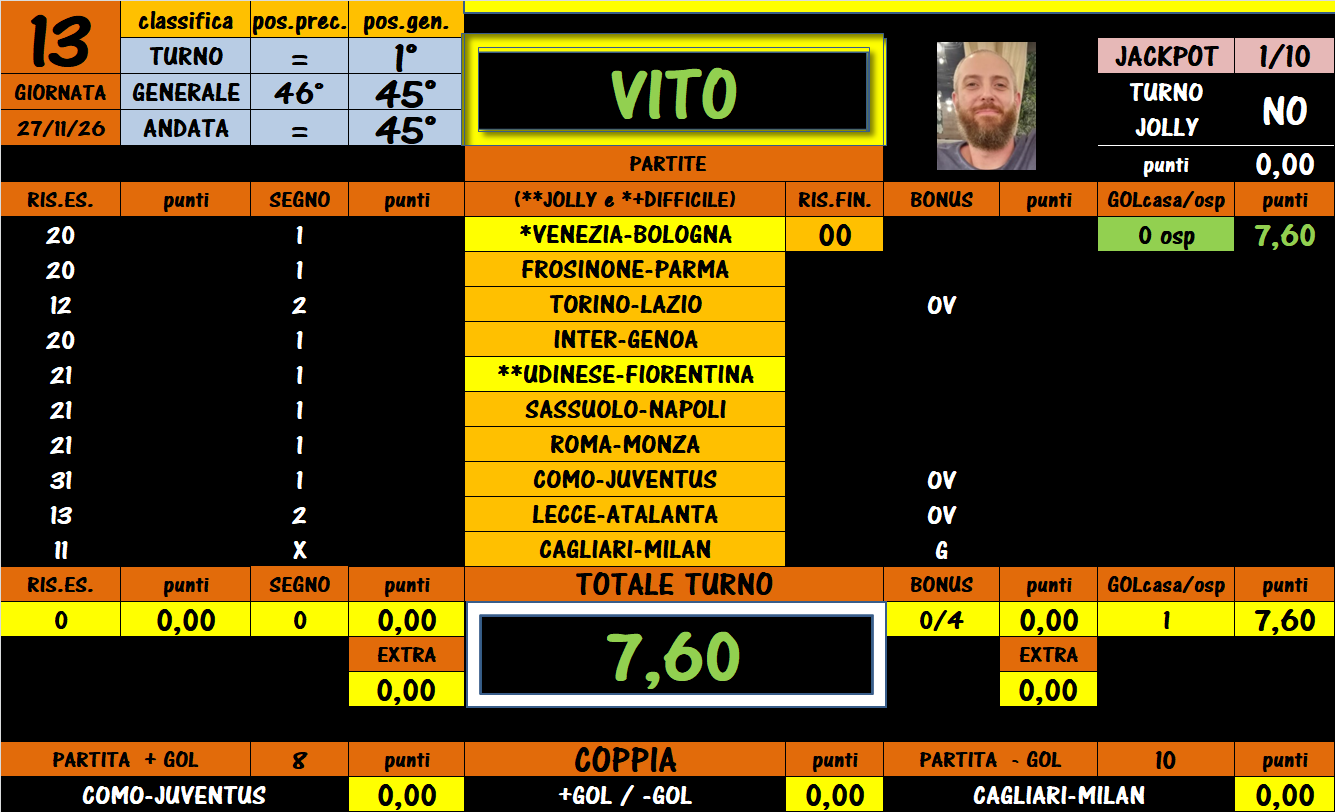 13 classifica pos.prec. pos.gen.
TURNO = 1° VITO JACKPOT 1/10
GIORNATA GENERALE 46° 45° TURNO JOLLY NO
27/11/26 ANDATA = 45°
PARTITE punti 0,00
RIS.ES. punti SEGNO punti (**JOLLY e *+DIFFICILE) RIS.FIN. BONUS punti GOLcasa/osp punti
20 1 *VENEZIA-BOLOGNA 00 0 osp 7,60
20 1 FROSINONE-PARMA
12 2 TORINO-LAZIO OV
20 1 INTER-GENOA
21 1 **UDINESE-FIORENTINA
21 1 SASSUOLO-NAPOLI
21 1 ROMA-MONZA
31 1 COMO-JUVENTUS OV
13 2 LECCE-ATALANTA OV
11 X CAGLIARI-MILAN G
RIS.ES. punti SEGNO punti TOTALE TURNO BONUS punti GOLcasa/osp punti
0 0,00 0 0,00 7,60 0/4 0,00 1 7,60
EXTRA EXTRA
0,00 0,00
PARTITA + GOL 8 punti COPPIA punti PARTITA - GOL 10 punti
COMO-JUVENTUS 0,00 +GOL / -GOL 0,00 CAGLIARI-MILAN 0,00